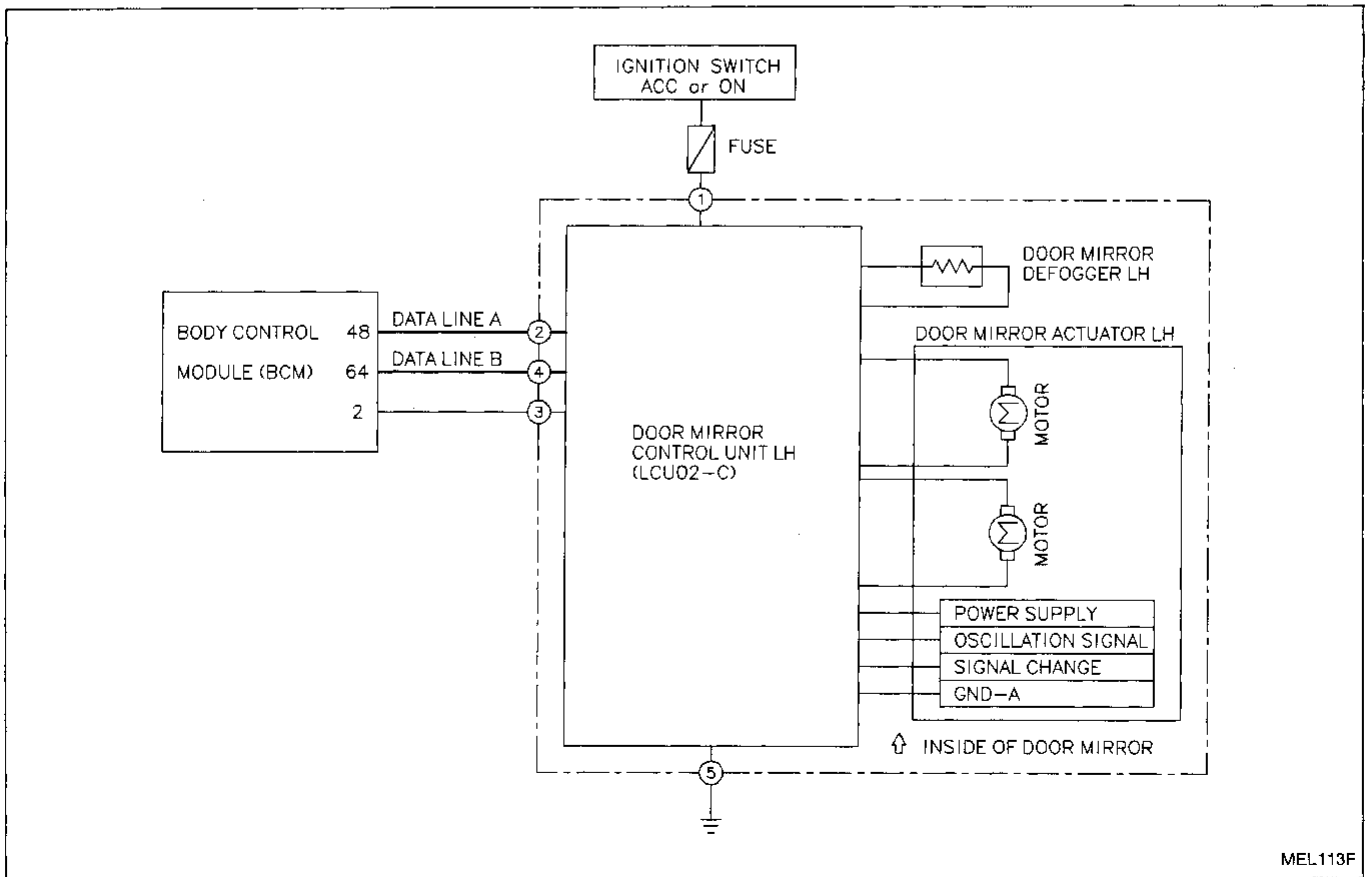 IGNITION SWITCH
ACC or ON
FUSE
1
DOOR MIRROR
DEFOGGER LH
BODY CONTROL 48
MODULE (BCM) 64
2
DATA LINE A
DATA LINE B
2
4
3
DOOR MIRROR
CONTROL UNIT LH
(LCU02-C)
DOOR MIRROR ACTUATOR LH
MOTOR
MOTOR
POWER SUPPLY
OSCILLATION SIGNAL
SIGNAL CHANGE
GND-A
INSIDE OF DOOR MIRROR
5
MEL113F